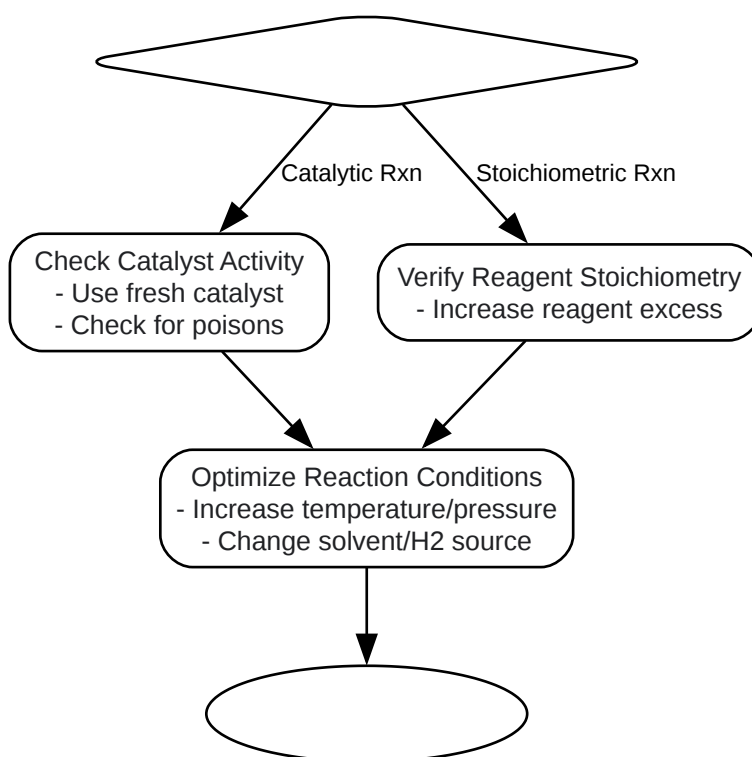 Catalytic Rxn
Stoichiometric Rxn
Check Catalyst Activity
- Use fresh catalyst
- Check for poisons
Verify Reagent Stoichiometry
- Increase reagent excess
Optimize Reaction Conditions
- Increase temperature/pressure
- Change solvent/H2 source